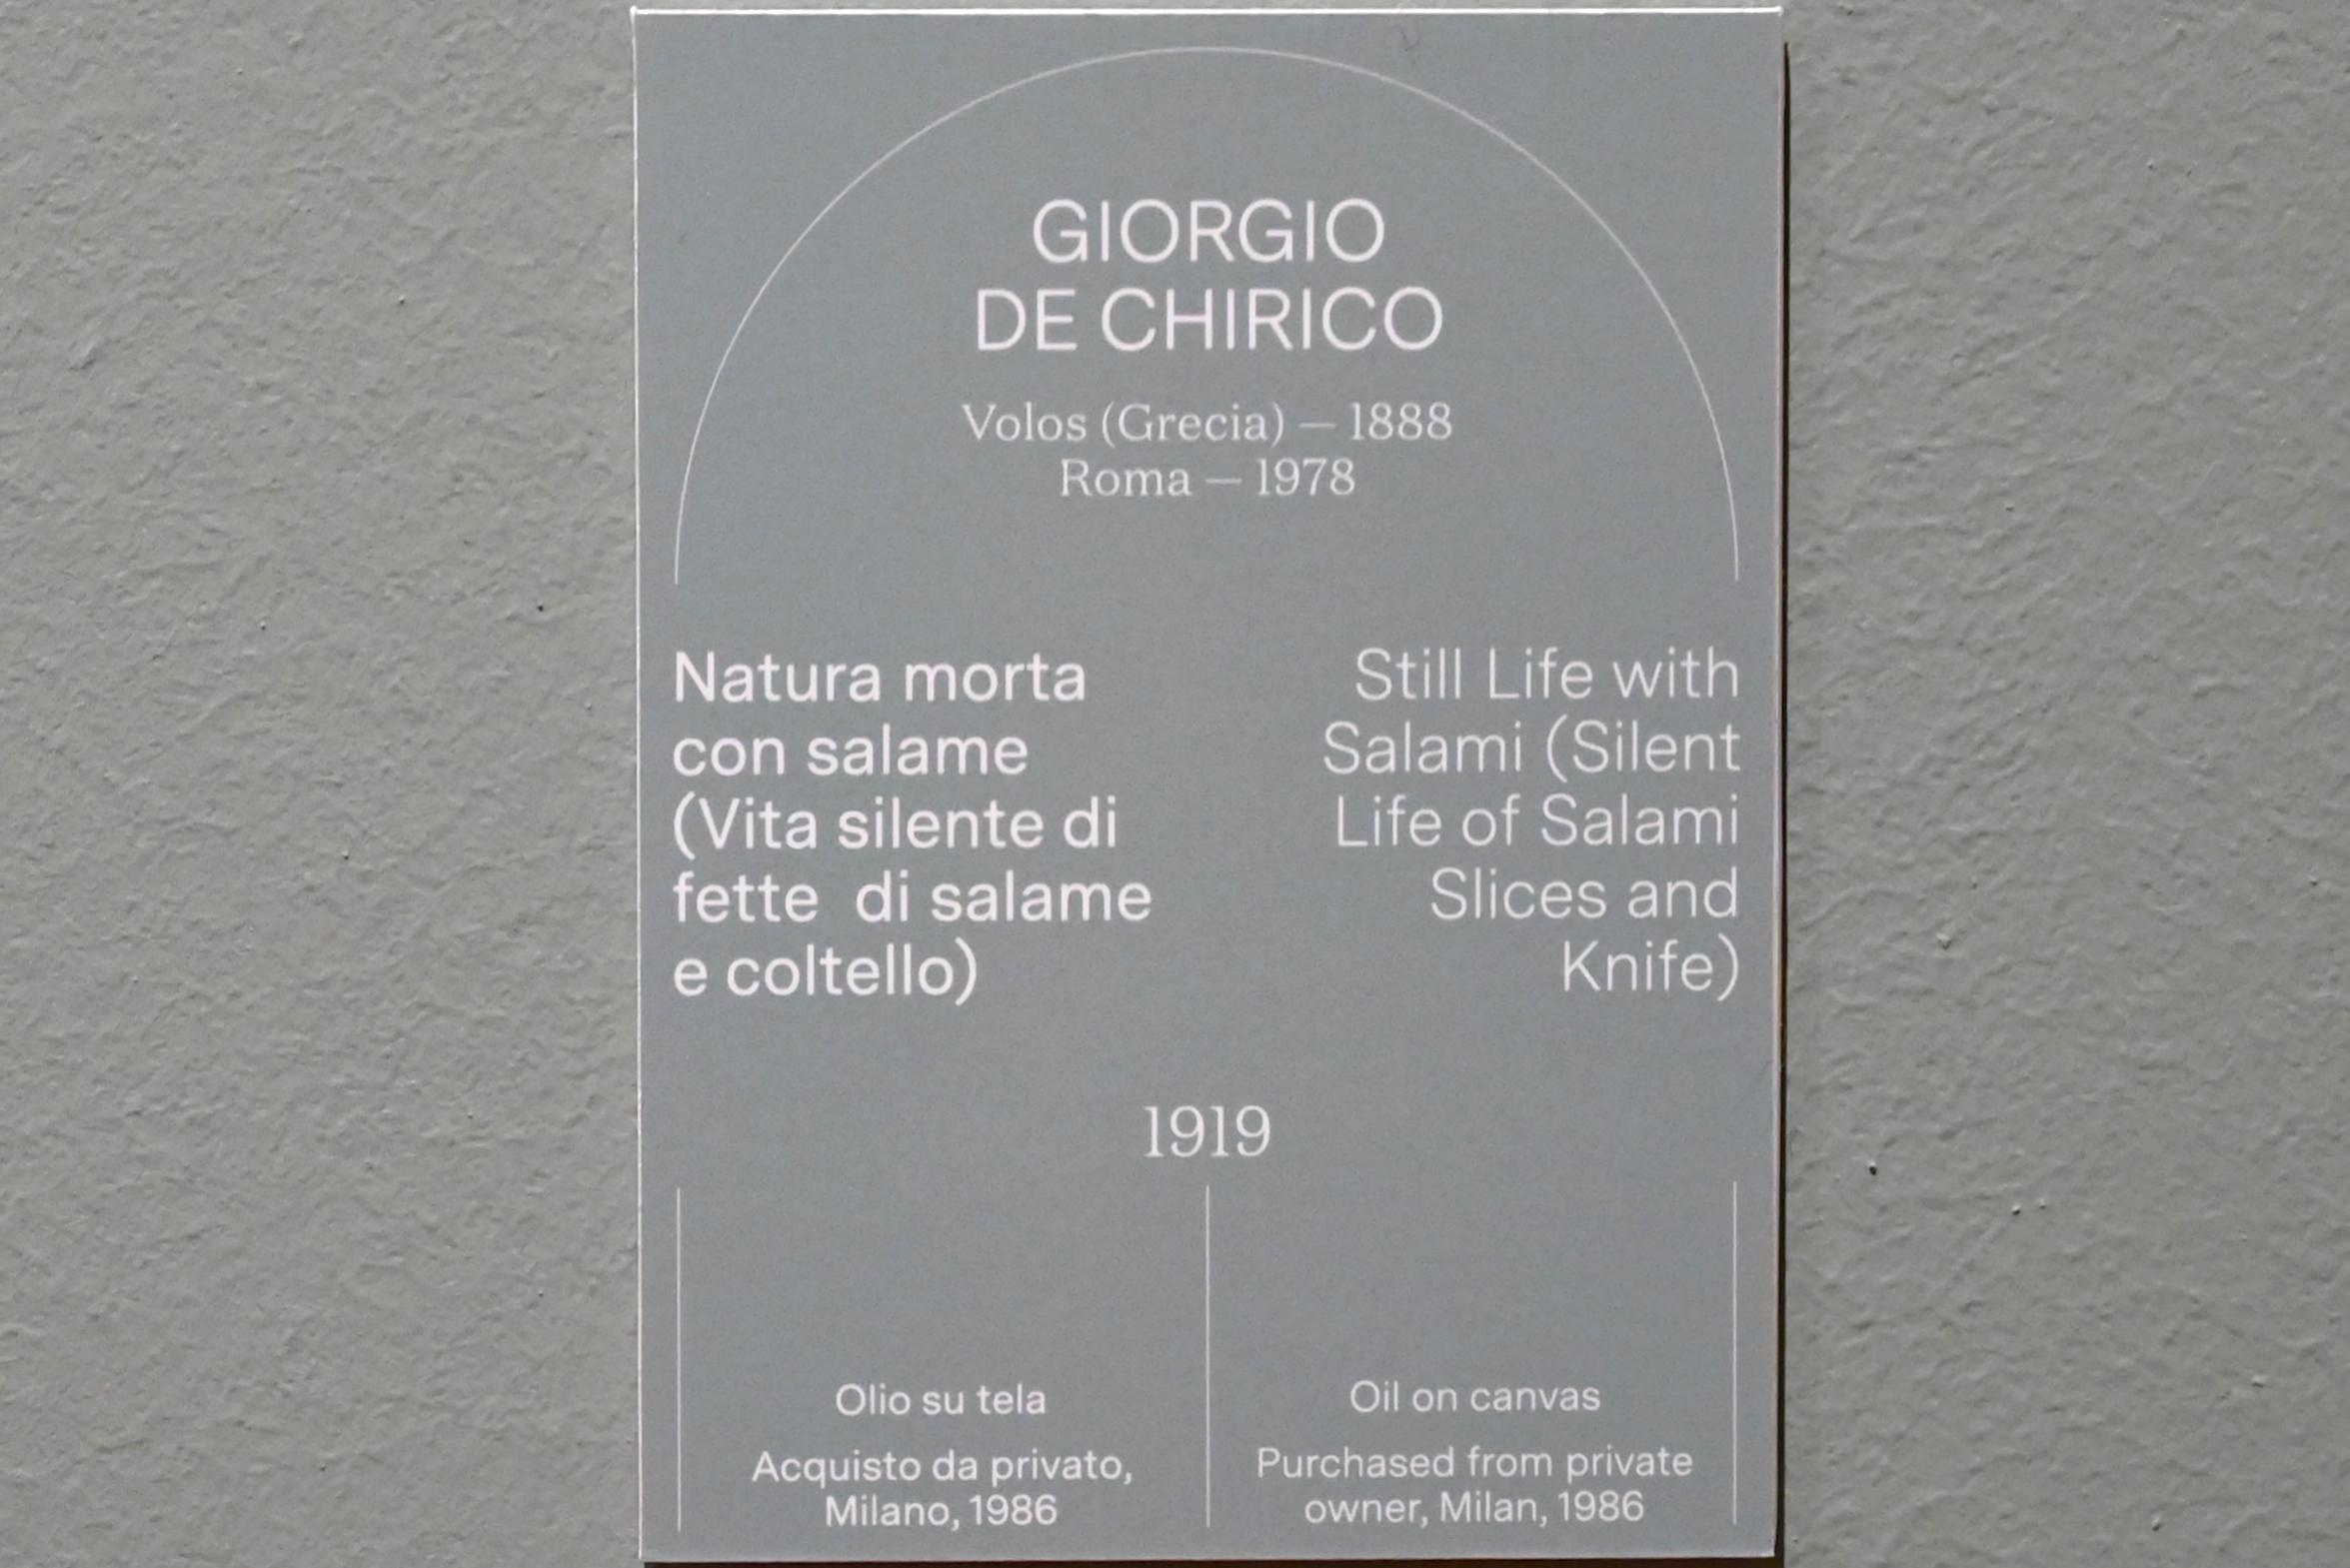 GIORGIO
DE CHIRICO
Volos (Grecia) — 1888
Roma — 1978
Natura morta
con salame
(Vita silente di
fette  di salame
e coltello)
Still Life with
Salami (Silent
Life of Salami
Slices and
Knife)
1919
Olio su tela
Acquisto da privato,
Milano, 1986
Oil on canvas
Purchased from private
owner, Milan, 1986